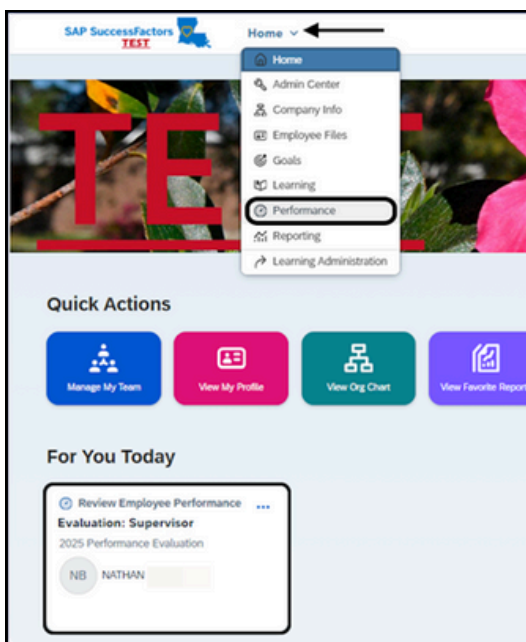 SAP SuccessFactors
TEST
Home
Home
Admin Center
Company Info
Employee Files
Goals
Learning
Performance
Reporting
Learning Administration
TE T
Quick Actions
Manage My Team
View My Profile
View Org Chart
View Favorite Report
For You Today
Review Employee Performance
Evaluation: Supervisor
2025 Performance Evaluation
NB NATHAN